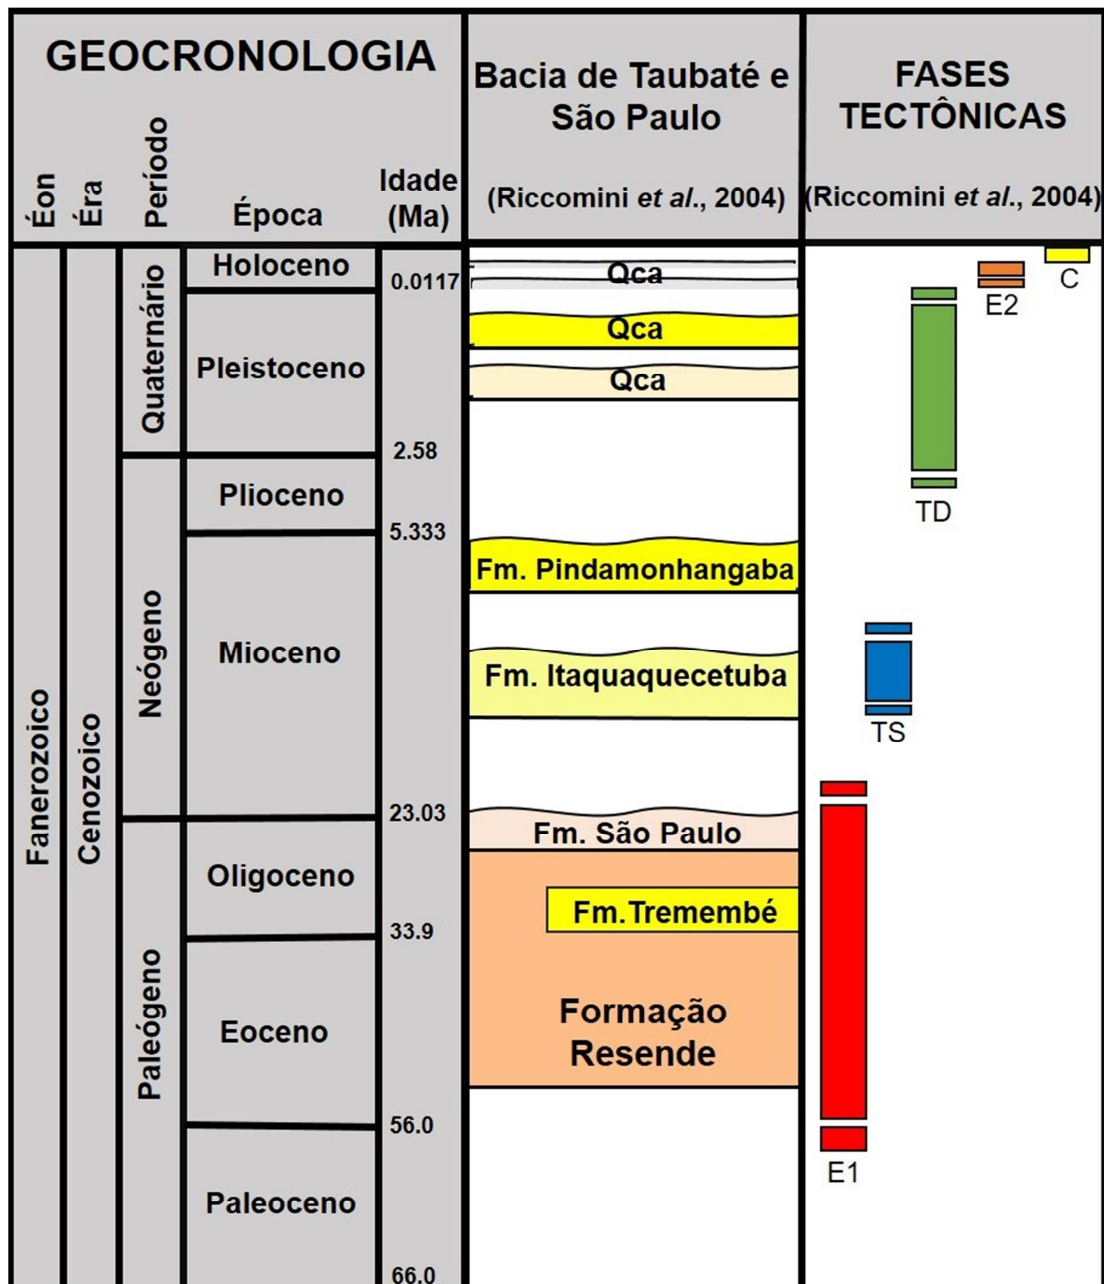 GEOCRONOLOGIA
Éon
Éra
Período
Época
Idade
(Ma)
Bacia de Taubaté e
São Paulo
(Riccomini et al., 2004)
FASES
TECTÔNICAS
(Riccomini et al., 2004)
Fanerozoico
Cenozoico
Quaternário
Neógeno
Paleógeno
Holoceno
0.0117
Pleistoceno
2.58
Plioceno
5.333
Mioceno
23.03
Oligoceno
33.9
Eoceno
56.0
Paleoceno
66.0
Qca
Qca
Qca
Fm. Pindamonhangaba
Fm. Itaquaquecetuba
Fm. São Paulo
Fm.Tremembé
Formação
Resende
C
E2
TD
TS
E1